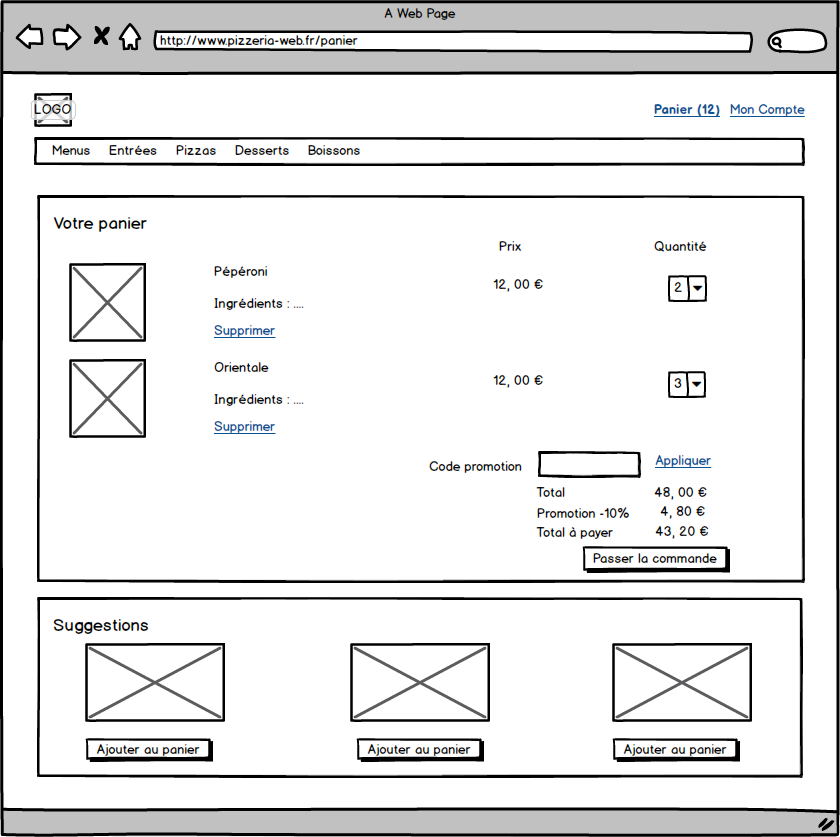 A Web Page
http://www.pizzeria-web.fr/panier
LOGO
Panier (12) Mon Compte
Menus Entrées Pizzas Desserts Boissons
Votre panier
Prix Quantité
Pépéroni
12, 00 € 2
Ingrédients : ....
Supprimer
Orientale
12, 00 € 3
Ingrédients : ....
Supprimer
Code promotion Appliquer
Total 48, 00 €
Promotion -10% 4, 80 €
Total à payer 43, 20 €
Passer la commande
Suggestions
Ajouter au panier Ajouter au panier Ajouter au panier